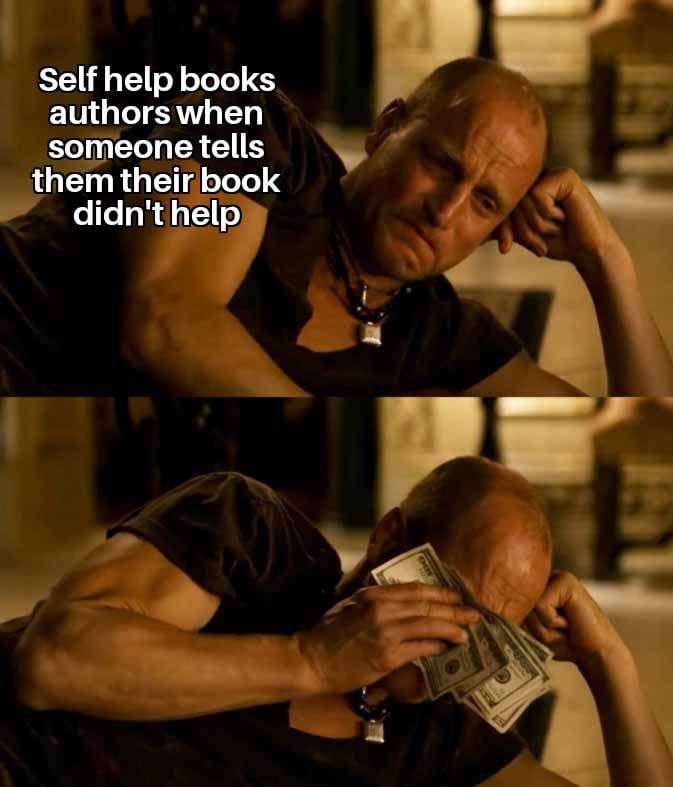 Self help books
authors when
someone tells
them their book
didn't help